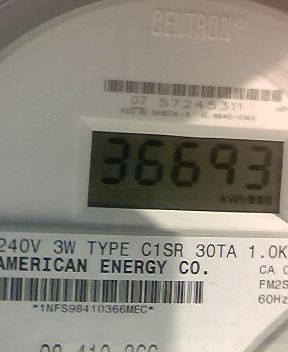 CENTRON®
07 57245311
36693
kWh
240V 3W TYPE C1SR 30TA 1.0K
AMERICAN ENERGY CO.
CA 0
FM2S
60Hz
*1NFS98410366MEC*